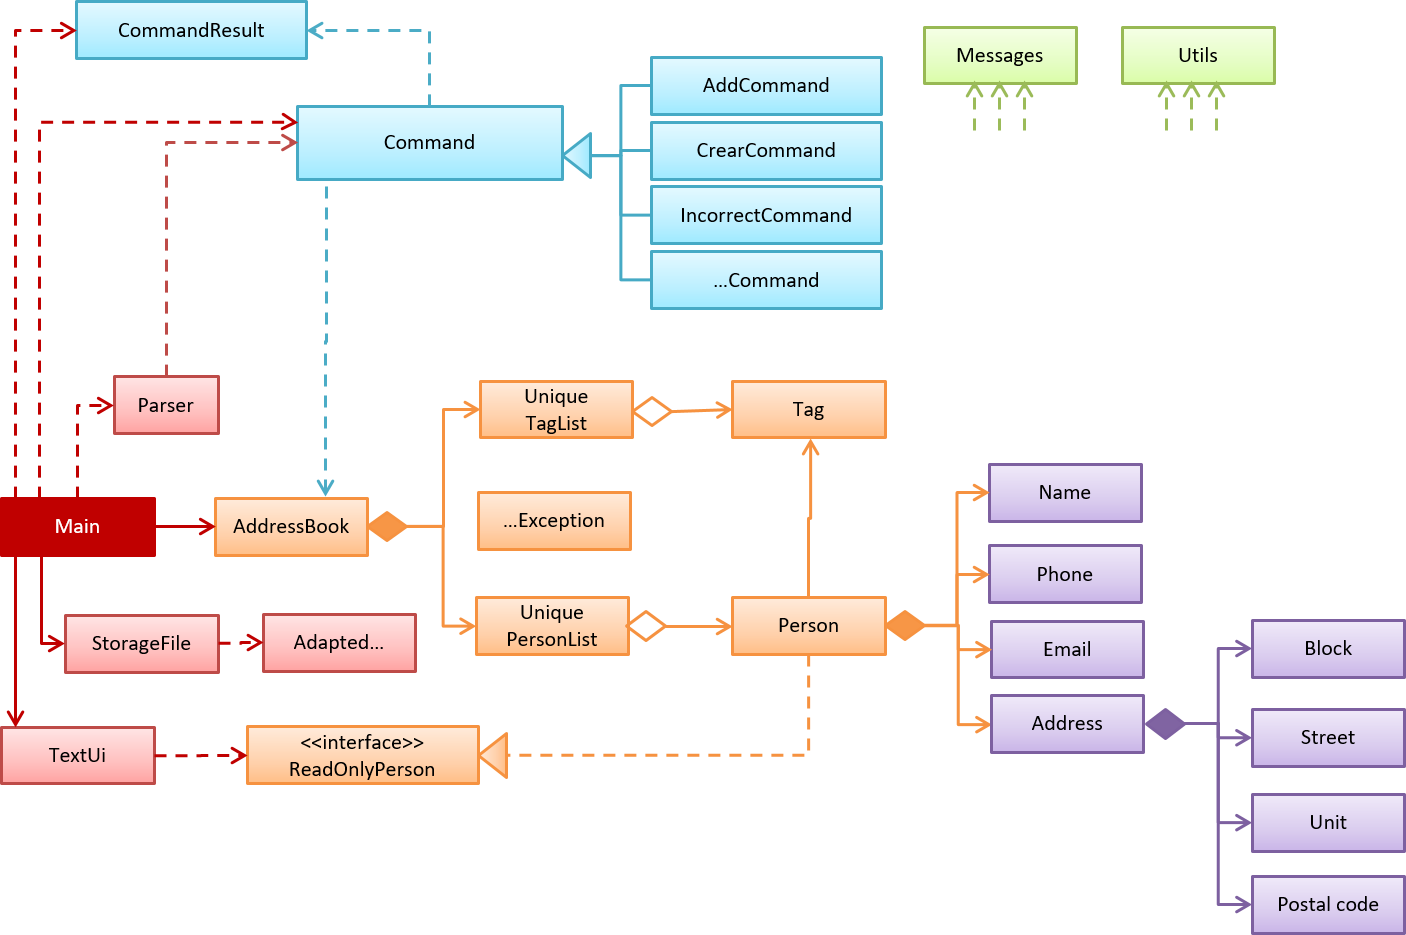 CommandResult
Messages
Utils
AddCommand
Command
CrearCommand
IncorrectCommand
...Command
Parser
Unique
TagList
Tag
Name
Main
AddressBook
...Exception
Phone
Unique
PersonList
Person
StorageFile
Adapted...
Email
Block
Address
Street
TextUi
<<interface>>
ReadOnlyPerson
Unit
Postal code